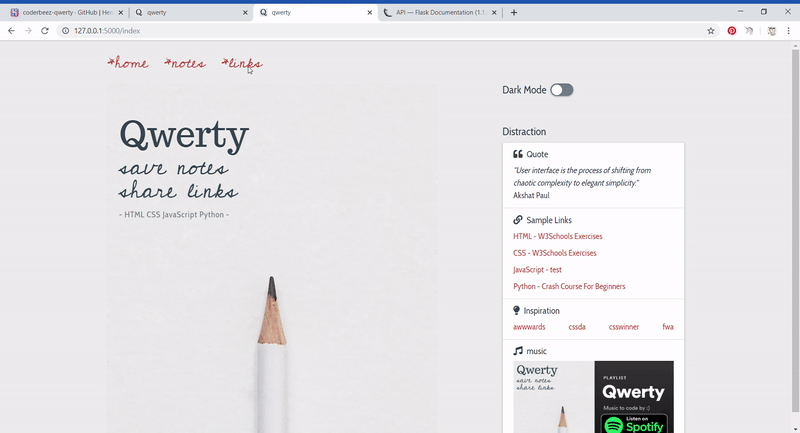 coderbeez-qwerty · GitHub | Her
qwerty
qwerty
API — Flask Documentation (1.1.
127.0.0.1:5000/index
*home *notes *links
Dark Mode
Qwerty
save notes
share links
- HTML CSS JavaScript Python -
Distraction
Quote
"User interface is the process of shifting from
chaotic complexity to elegant simplicity."
Akshat Paul
Sample Links
HTML - W3Schools Exercises
CSS - W3Schools Exercises
JavaScript - test
Python - Crash Course For Beginners
Inspiration
awwwards cssda csswinner fwa
music
Qwerty
save notes
share links
PLAYLIST
Qwerty
Music to code by :)
Listen on
Spotify